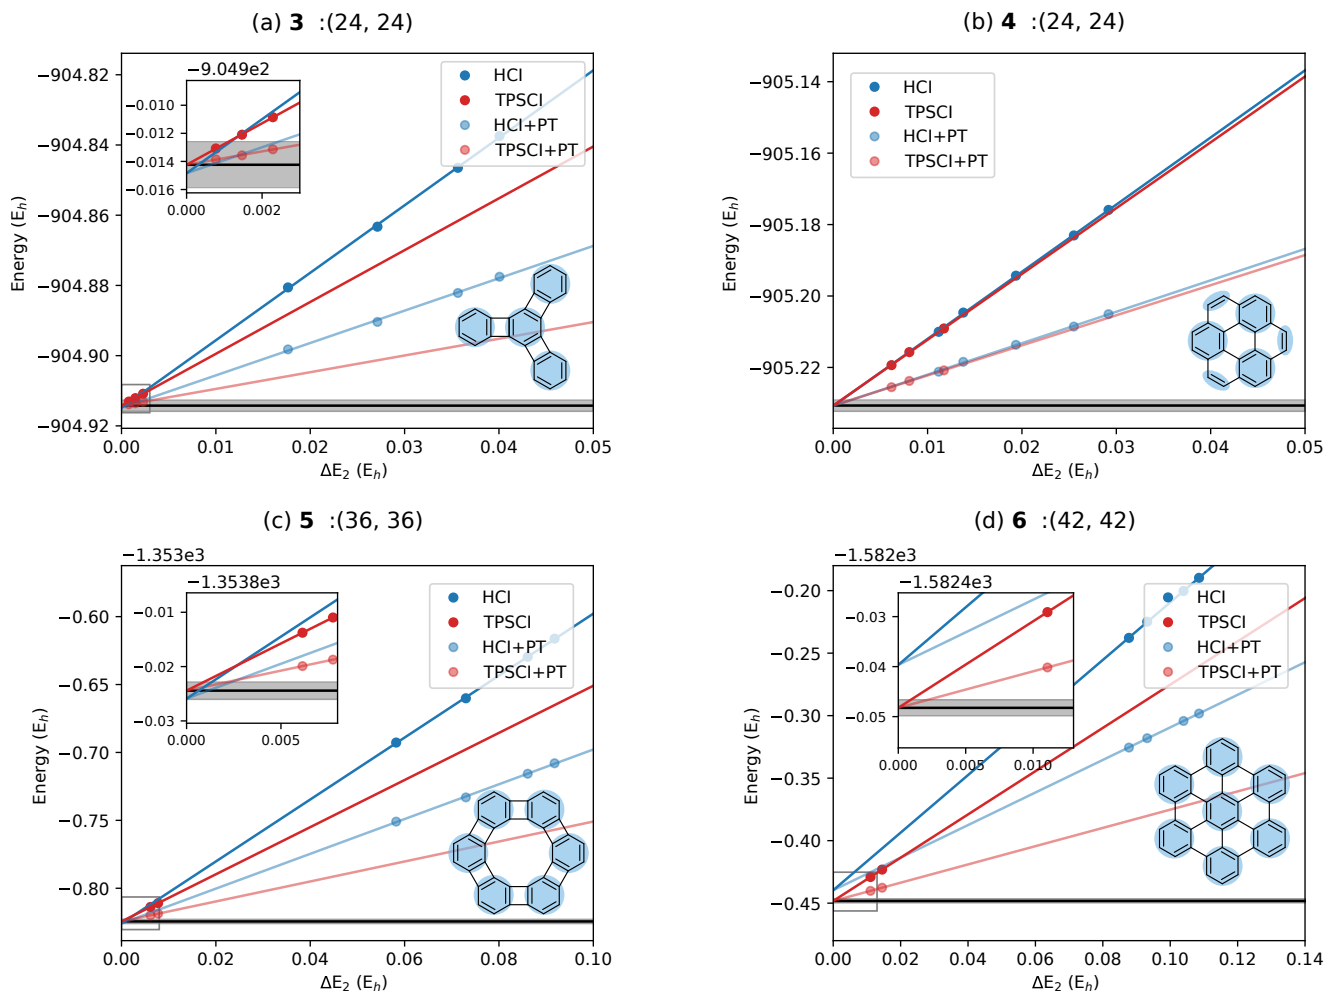 (a) 3 :(24, 24)
−904.82
−904.84
−904.86
−904.88
−904.90
−904.92
Energy (E_h)
−9.049e2
−0.010
−0.012
−0.014
−0.016
0.000 0.002
HCI
TPSCI
HCI+PT
TPSCI+PT
0.00 0.01 0.02 0.03 0.04 0.05
ΔE₂ (E_h)
(b) 4 :(24, 24)
−905.14
−905.16
−905.18
−905.20
−905.22
Energy (E_h)
HCI
TPSCI
HCI+PT
TPSCI+PT
0.00 0.01 0.02 0.03 0.04 0.05
ΔE₂ (E_h)
(c) 5 :(36, 36)
−1.353e3
−0.60
−0.65
−0.70
−0.75
−0.80
Energy (E_h)
−1.3538e3
−0.01
−0.02
−0.03
0.000 0.005
HCI
TPSCI
HCI+PT
TPSCI+PT
0.00 0.02 0.04 0.06 0.08 0.10
ΔE₂ (E_h)
(d) 6 :(42, 42)
−1.582e3
−0.20
−0.25
−0.30
−0.35
−0.40
−0.45
Energy (E_h)
−1.5824e3
−0.03
−0.04
−0.05
0.000 0.005 0.010
HCI
TPSCI
HCI+PT
TPSCI+PT
0.00 0.02 0.04 0.06 0.08 0.10 0.12 0.14
ΔE₂ (E_h)